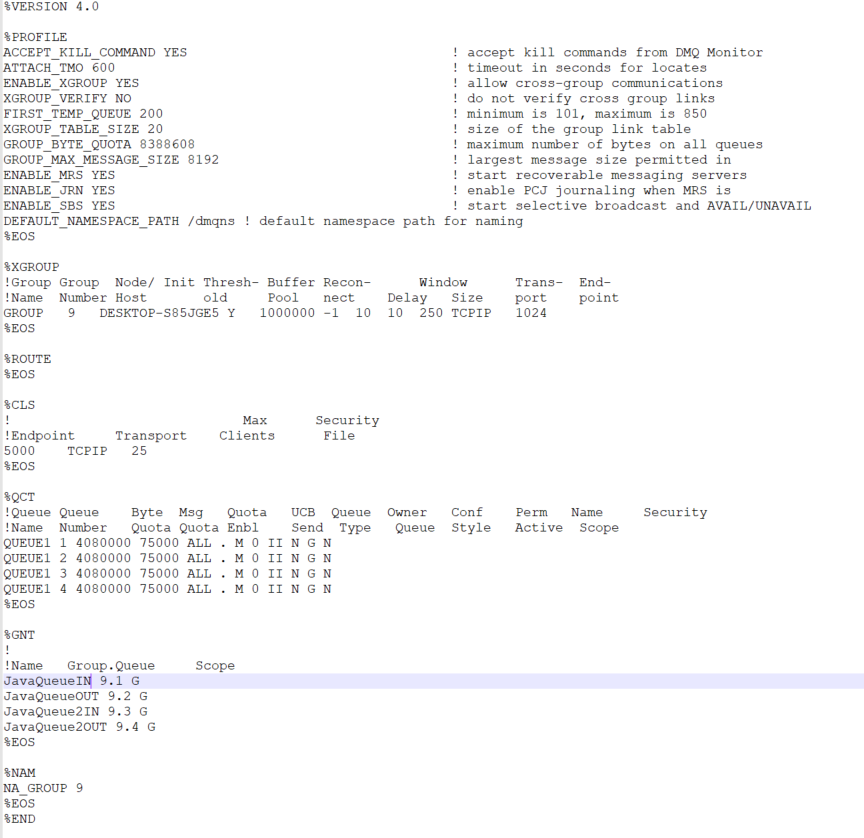 %VERSION 4.0
%PROFILE
ACCEPT_KILL_COMMAND YES ! accept kill commands from DMQ Monitor
ATTACH_TMO 600 ! timeout in seconds for locates
ENABLE_XGROUP YES ! allow cross-group communications
XGROUP_VERIFY NO ! do not verify cross group links
FIRST_TEMP_QUEUE 200 ! minimum is 101, maximum is 850
XGROUP_TABLE_SIZE 20 ! size of the group link table
GROUP_BYTE_QUOTA 8388608 ! maximum number of bytes on all queues
GROUP_MAX_MESSAGE_SIZE 8192 ! largest message size permitted in
ENABLE_MRS YES ! start recoverable messaging servers
ENABLE_JRN YES ! enable PCJ journaling when MRS is
ENABLE_SBS YES ! start selective broadcast and AVAIL/UNAVAIL
DEFAULT_NAMESPACE_PATH /dmqns ! default namespace path for naming
%EOS
%XGROUP
!Group Group Node/ Init Thresh- Buffer Recon- Window Trans- End-
!Name Number Host old Pool nect Delay Size port point
GROUP 9 DESKTOP-S85JGE5 Y 1000000 -1 10 10 250 TCPIP 1024
%EOS
%ROUTE
%EOS
%CLS
! Max Security
!Endpoint Transport Clients File
5000 TCPIP 25
%EOS
%QCT
!Queue Queue Byte Msg Quota UCB Queue Owner Conf Perm Name Security
!Name Number Quota Quota Enbl Send Type Queue Style Active Scope
QUEUE1 1 4080000 75000 ALL . M 0 II N G N
QUEUE1 2 4080000 75000 ALL . M 0 II N G N
QUEUE1 3 4080000 75000 ALL . M 0 II N G N
QUEUE1 4 4080000 75000 ALL . M 0 II N G N
%EOS
%GNT
!
!Name Group.Queue Scope
JavaQueueIN 9.1 G
JavaQueueOUT 9.2 G
JavaQueue2IN 9.3 G
JavaQueue2OUT 9.4 G
%EOS
%NAM
NA_GROUP 9
%EOS
%END